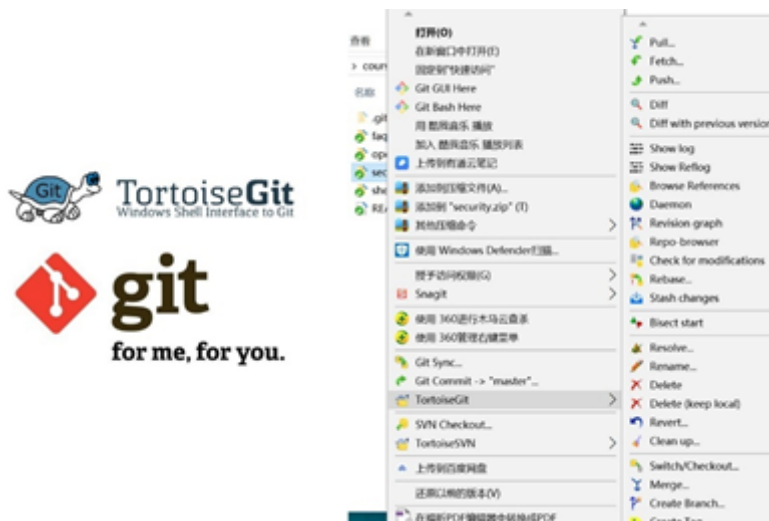 Git
TortoiseGit
Windows Shell Interface to Git
git
for me, for you.
查看
> cour
名称
.git
faq
ope
sec
she
REA
打开(O)
在新窗口中打开(E)
固定到"快速访问"
Git GUI Here
Git Bash Here
用 酷我音乐 播放
加入 酷我音乐 播放列表
上传到有道云笔记
添加到压缩文件(A)...
添加到 "security.zip" (T)
其他压缩命令
使用 Windows Defender扫描...
授予访问权限(G)
Snagit
使用 360进行木马云查杀
使用 360管理右键菜单
Git Sync...
Git Commit -> "master"...
TortoiseGit
SVN Checkout...
TortoiseSVN
上传到百度网盘
还原以前的版本(V)
Pull...
Fetch...
Push...
Diff
Diff with previous version
Show log
Show Reflog
Browse References
Daemon
Revision graph
Repo-browser
Check for modifications
Rebase...
Stash changes
Bisect start
Resolve...
Rename...
Delete
Delete (keep local)
Revert...
Clean up...
Switch/Checkout...
Merge...
Create Branch...